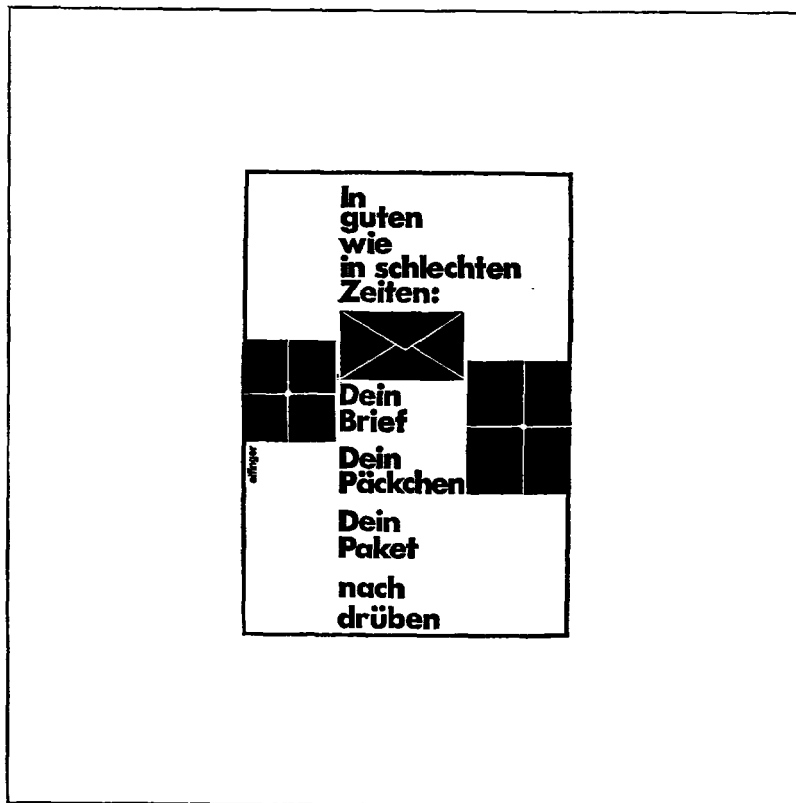 In
guten
wie
in schlechten
Zeiten:
Dein
Brief
Dein
Päckchen
Dein
Paket
nach
drüben